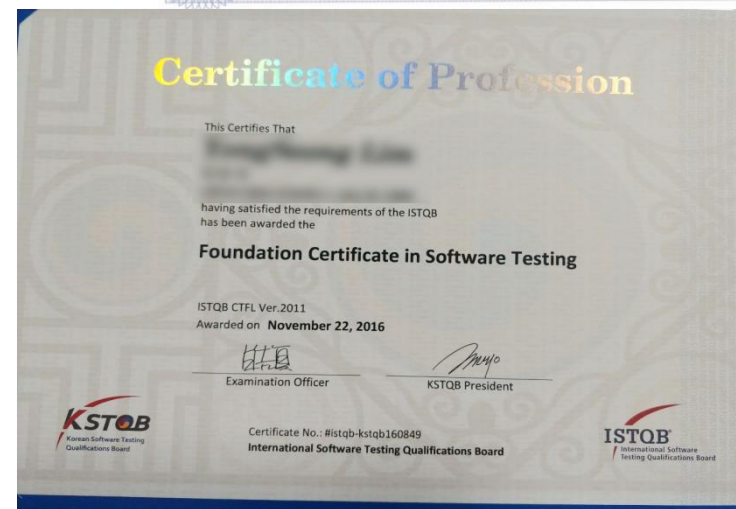 Certificate of Profession
This Certifies That
having satisfied the requirements of the ISTQB
has been awarded the
Foundation Certificate in Software Testing
ISTQB CTFL Ver.2011
Awarded on November 22, 2016
Examination Officer
KSTQB President
KSTQB
Korean Software Testing
Qualifications Board
Certificate No.: #istqb-kstqb160849
International Software Testing Qualifications Board
ISTQB
International Software
Testing Qualifications Board